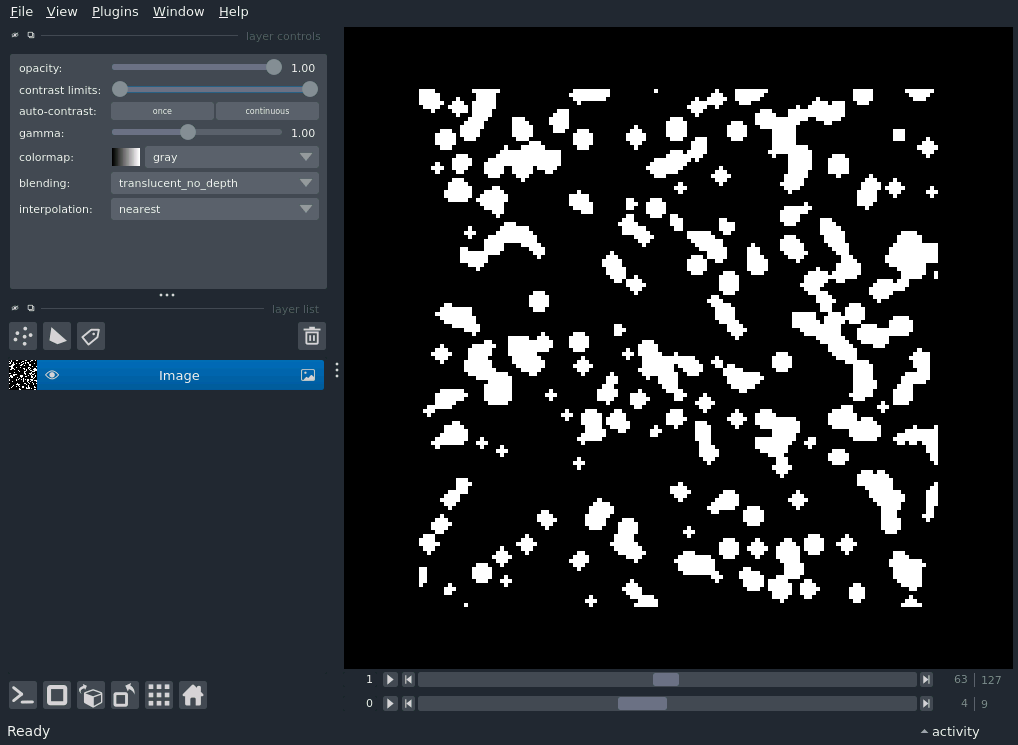 File View Plugins Window Help
layer controls
opacity: 1.00
contrast limits:
auto-contrast: once continuous
gamma: 1.00
colormap: gray
blending: translucent_no_depth
interpolation: nearest
layer list
Image
1 63 127
0 4 9
Ready activity